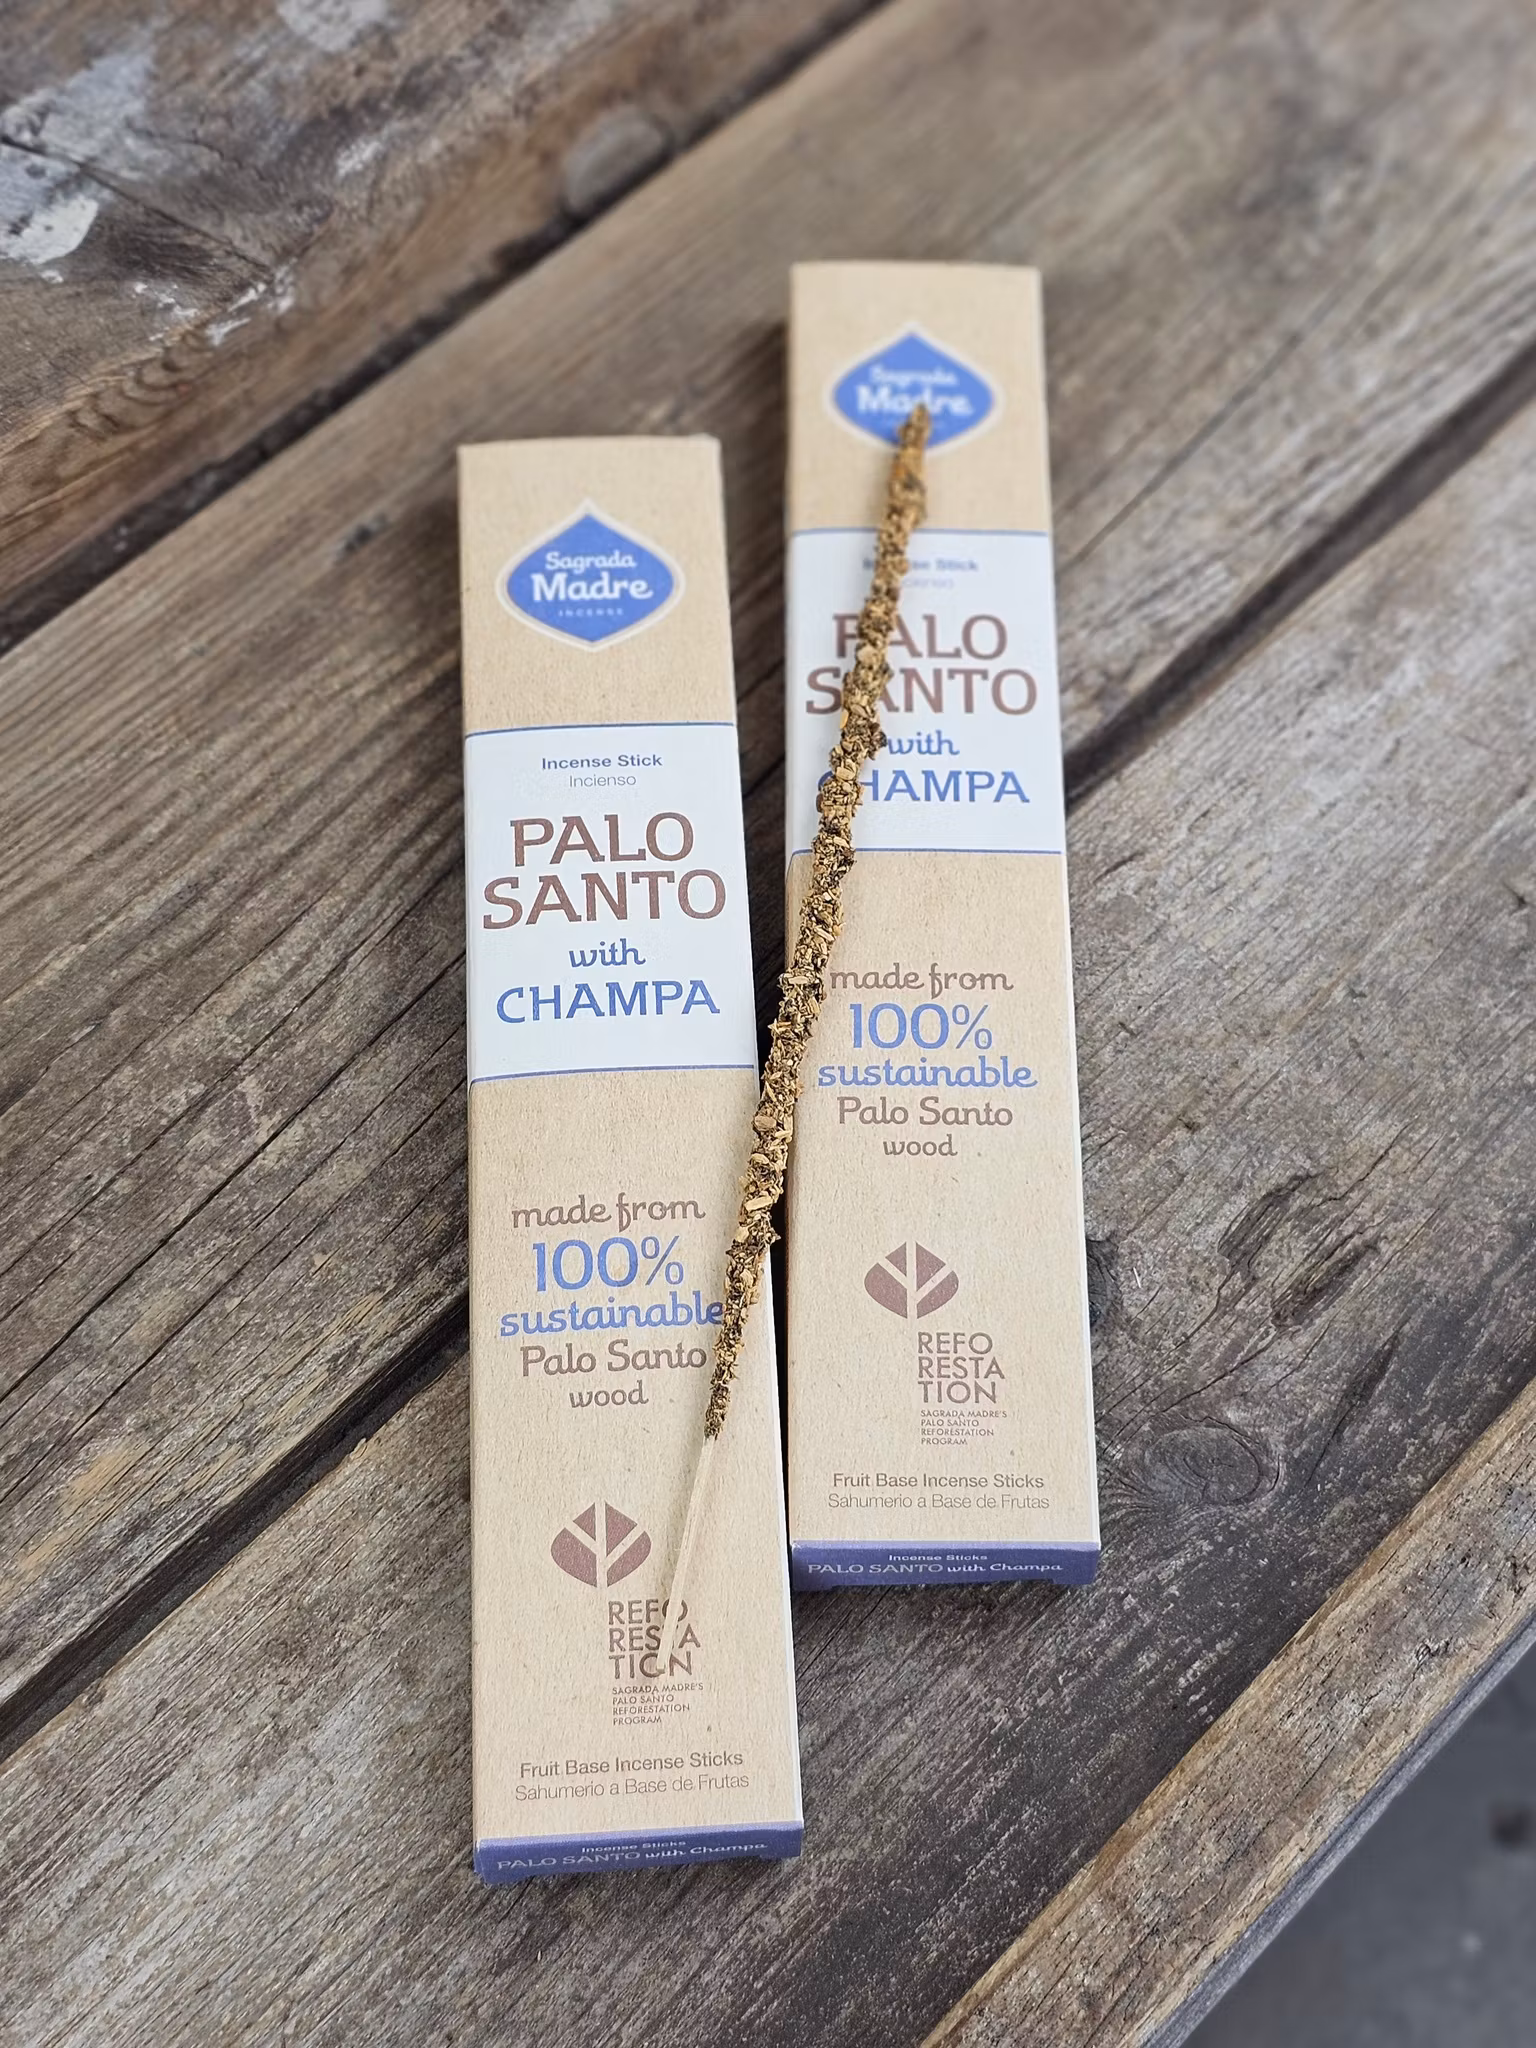 Sagrada
Madre
INCENSE
Incense Stick
Incienso
PALO
SANTO
with
CHAMPA
made from
100%
sustainable
Palo Santo
wood
REFO
RESTA
TION
SAGRADA MADRE'S
PALO SANTO
REFORESTATION
PROGRAM
Fruit Base Incense Sticks
Sahumerio a Base de Frutas
Incense Sticks
PALO SANTO with Champa
Sagrada
Madre
Incense Stick
PALO
SANTO
with
CHAMPA
made from
100%
sustainable
Palo Santo
wood
REFO
RESTA
TION
SAGRADA MADRE'S
PALO SANTO
REFORESTATION
PROGRAM
Fruit Base Incense Sticks
Sahumerio a Base de Frutas
Incense Sticks
PALO SANTO with Champa